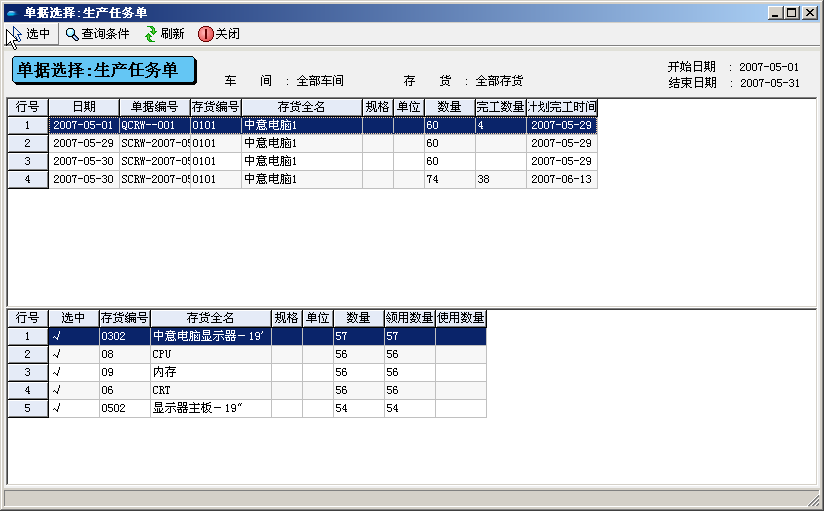 单据选择:生产任务单
选中 查询条件 刷新 关闭
单据选择:生产任务单
车 间 : 全部车间 存 货 : 全部存货
开始日期 : 2007-05-01
结束日期 : 2007-05-31
行号 日期 单据编号 存货编号 存货全名 规格 单位 数量 完工数量 计划完工时间
1 2007-05-01 QCRW--001 0101 中意电脑1 60 4 2007-05-29
2 2007-05-29 SCRW-2007-05 0101 中意电脑1 60 2007-05-29
3 2007-05-30 SCRW-2007-05 0101 中意电脑1 60 2007-05-29
4 2007-05-30 SCRW-2007-05 0101 中意电脑1 74 38 2007-06-13
行号 选中 存货编号 存货全名 规格 单位 数量 领用数量 使用数量
1 √ 0302 中意电脑显示器－19' 57 57
2 √ 08 CPU 56 56
3 √ 09 内存 56 56
4 √ 06 CRT 56 56
5 √ 0502 显示器主板－19" 54 54